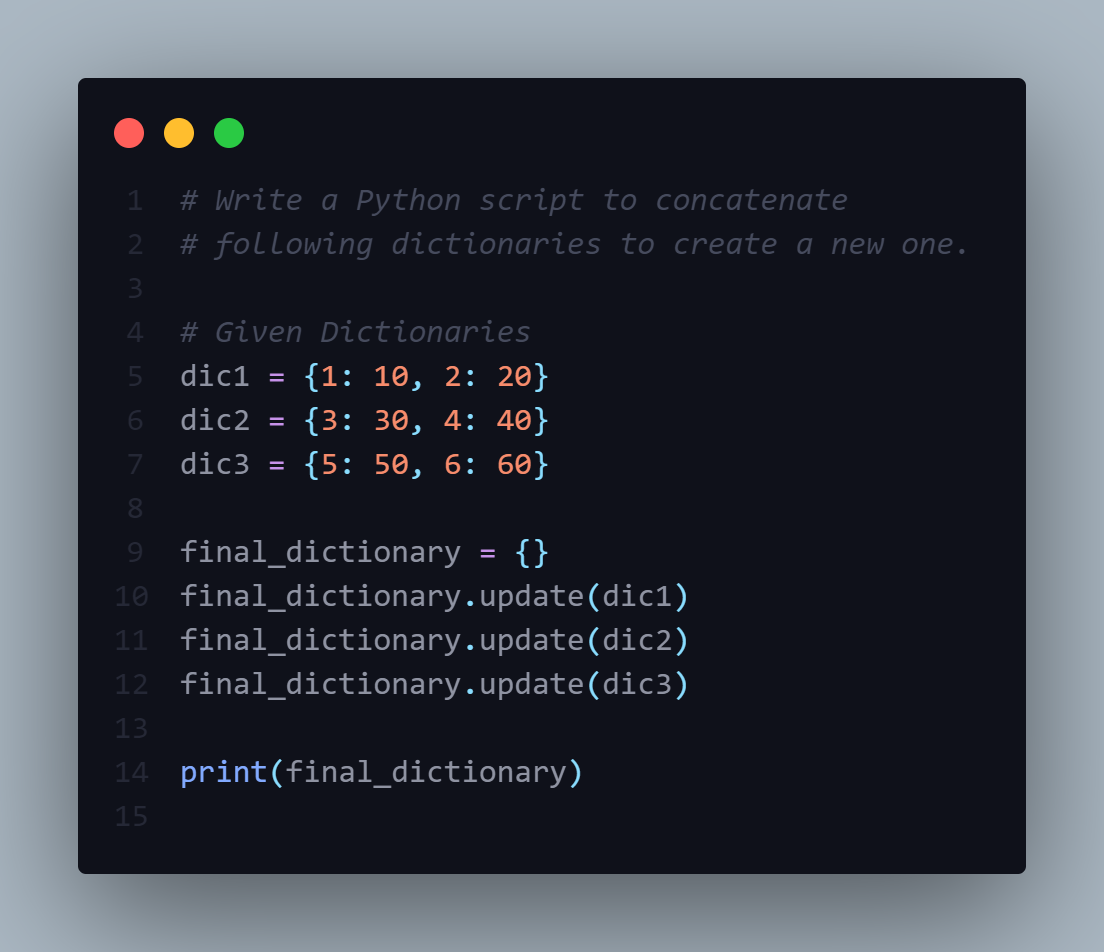 1 # Write a Python script to concatenate
2 # following dictionaries to create a new one.
3
4 # Given Dictionaries
5 dic1 = {1: 10, 2: 20}
6 dic2 = {3: 30, 4: 40}
7 dic3 = {5: 50, 6: 60}
8
9 final_dictionary = {}
10 final_dictionary.update(dic1)
11 final_dictionary.update(dic2)
12 final_dictionary.update(dic3)
13
14 print(final_dictionary)
15